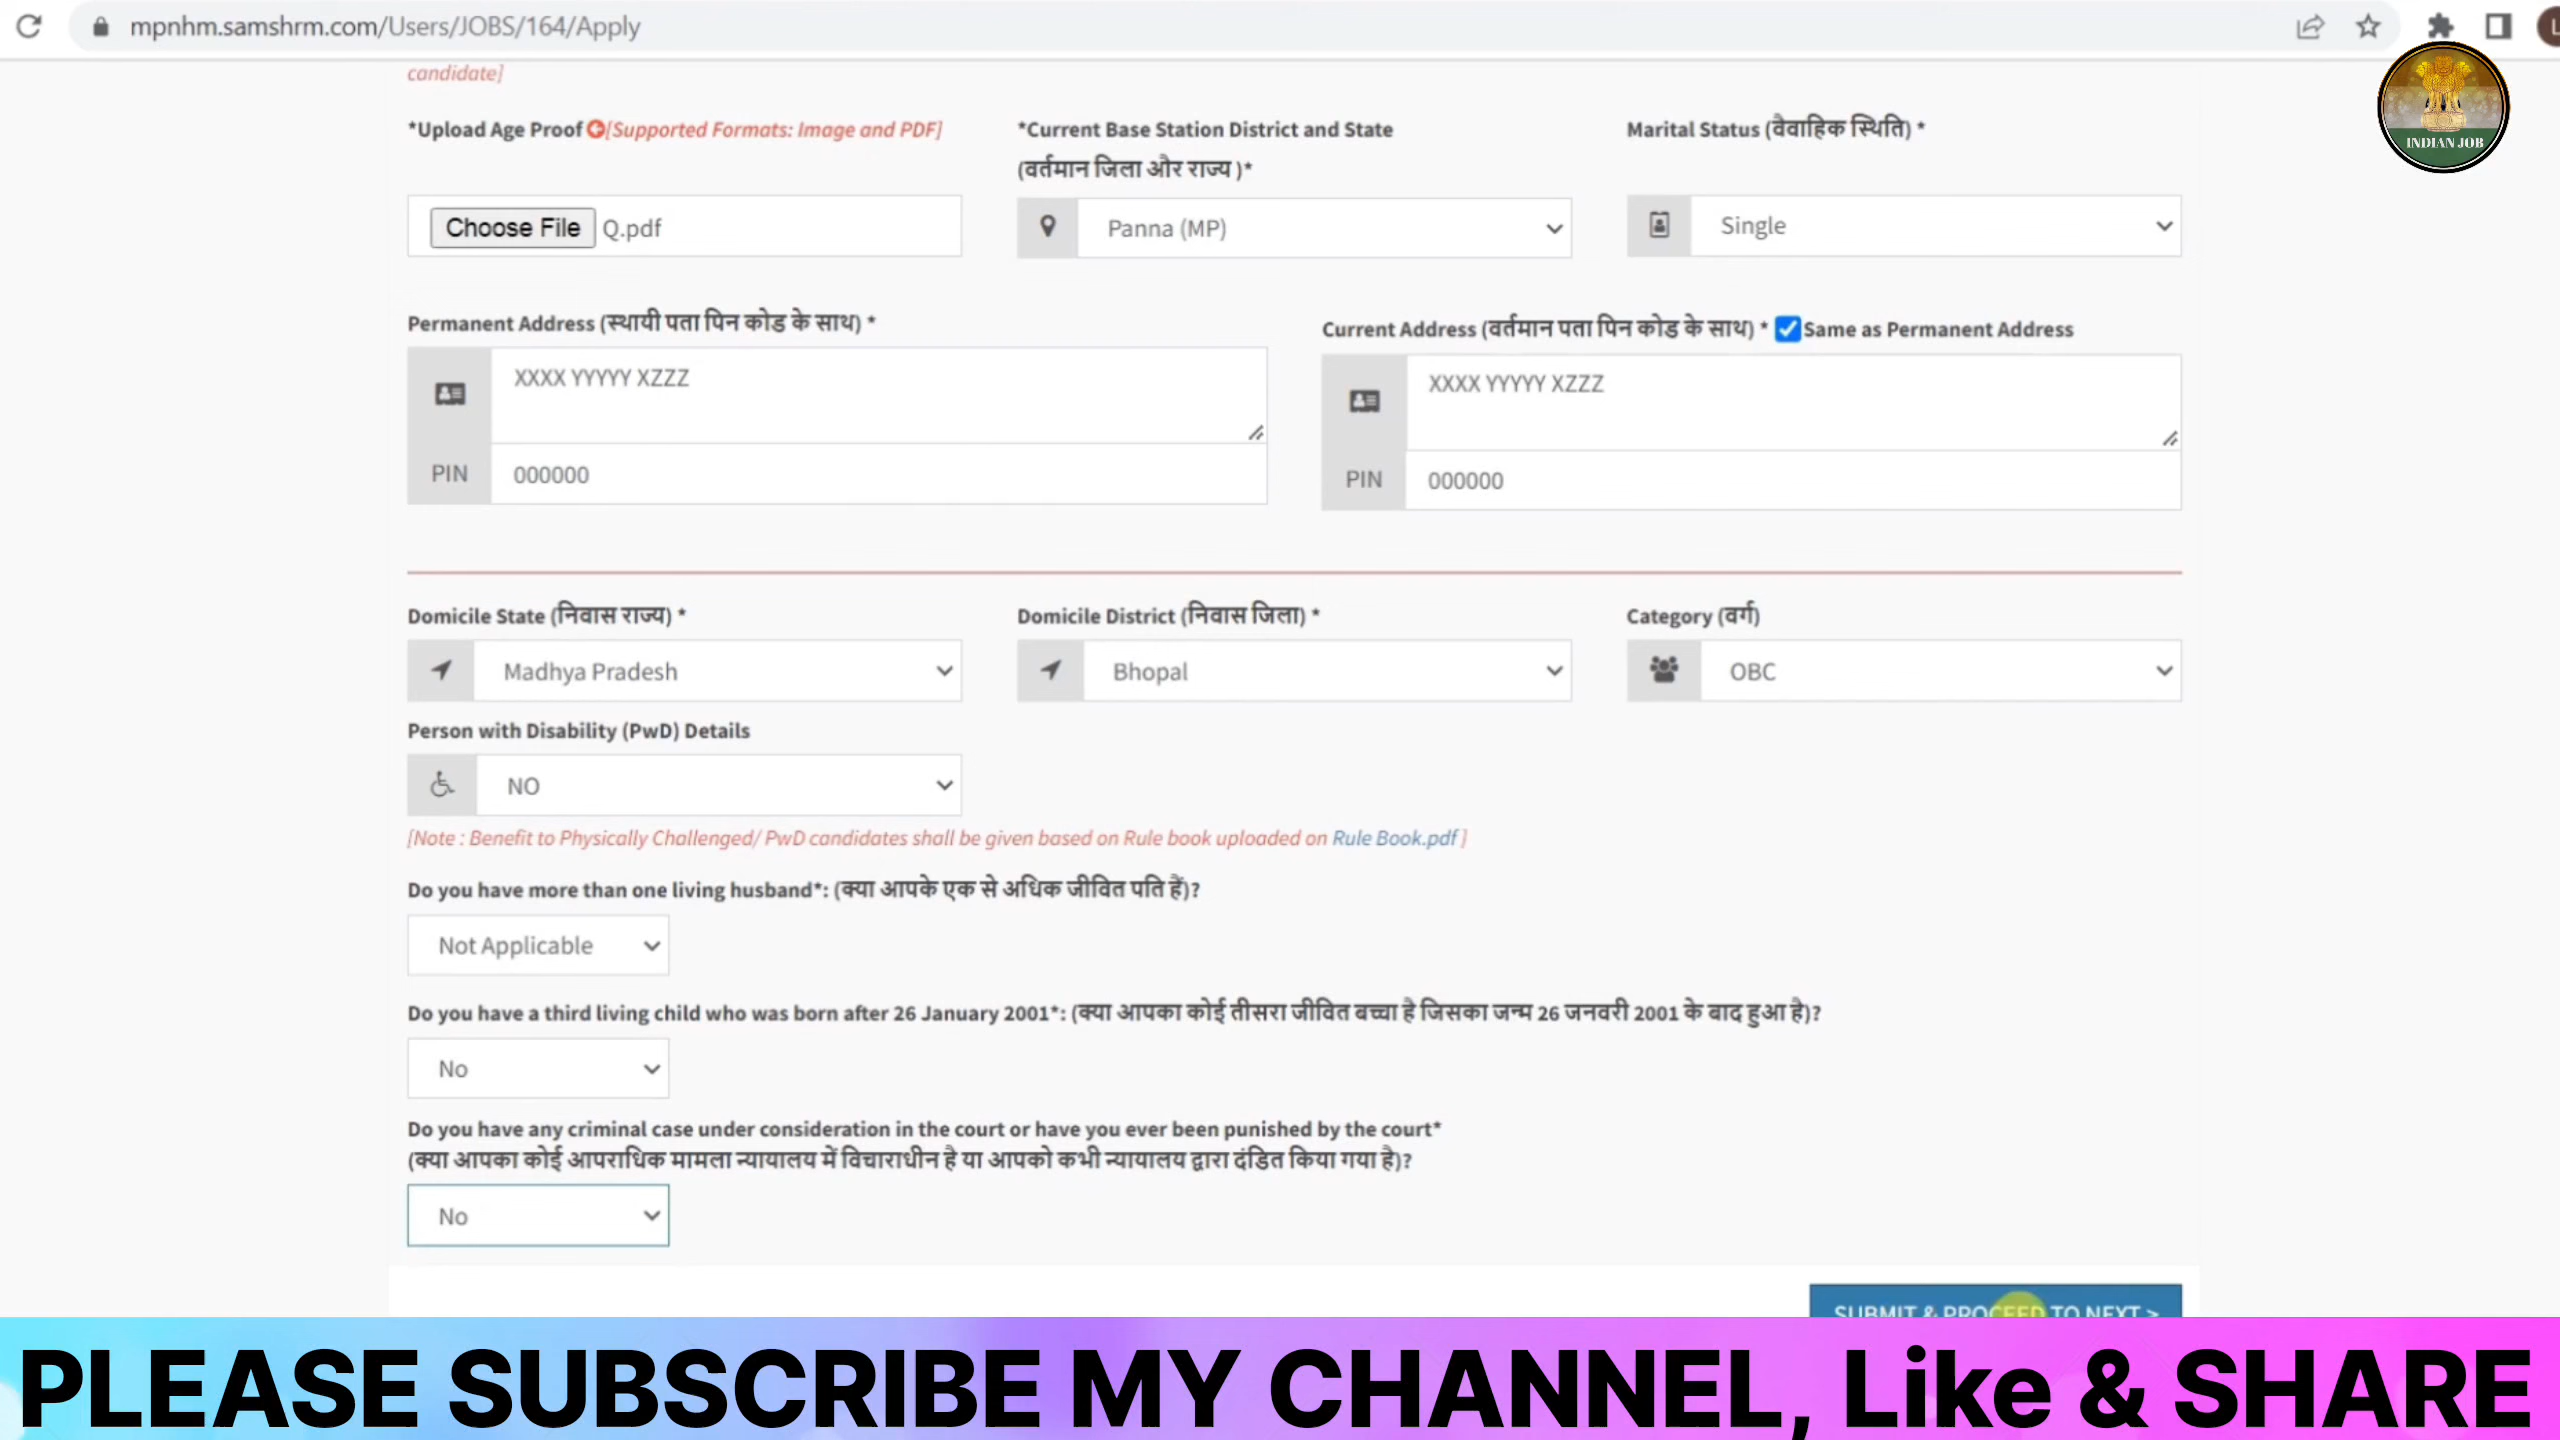 mpnhm.samshrm.com/Users/JOBS/164/Apply
L
candidate]
INDIAN JOB
*Upload Age Proof [Supported Formats: Image and PDF]
*Current Base Station District and State
(वर्तमान जिला और राज्य )*
Marital Status (वैवाहिक स्थिति) *
Choose File Q.pdf
Panna (MP)
Single
Permanent Address (स्थायी पता पिन कोड के साथ) *
Current Address (वर्तमान पता पिन कोड के साथ) * Same as Permanent Address
XXXX YYYYY XZZZ
XXXX YYYYY XZZZ
PIN 000000
PIN 000000
Domicile State (निवास राज्य) *
Domicile District (निवास जिला) *
Category (वर्ग)
Madhya Pradesh
Bhopal
OBC
Person with Disability (PwD) Details
NO
[Note : Benefit to Physically Challenged/ PwD candidates shall be given based on Rule book uploaded on Rule Book.pdf ]
Do you have more than one living husband*: (क्या आपके एक से अधिक जीवित पति हैं)?
Not Applicable
Do you have a third living child who was born after 26 January 2001*: (क्या आपका कोई तीसरा जीवित बच्चा है जिसका जन्म 26 जनवरी 2001 के बाद हुआ है)?
No
Do you have any criminal case under consideration in the court or have you ever been punished by the court*
(क्या आपका कोई आपराधिक मामला न्यायालय में विचाराधीन है या आपको कभी न्यायालय द्वारा दंडित किया गया है)?
No
SUBMIT & PROCEED TO NEXT >
PLEASE SUBSCRIBE MY CHANNEL, Like & SHARE